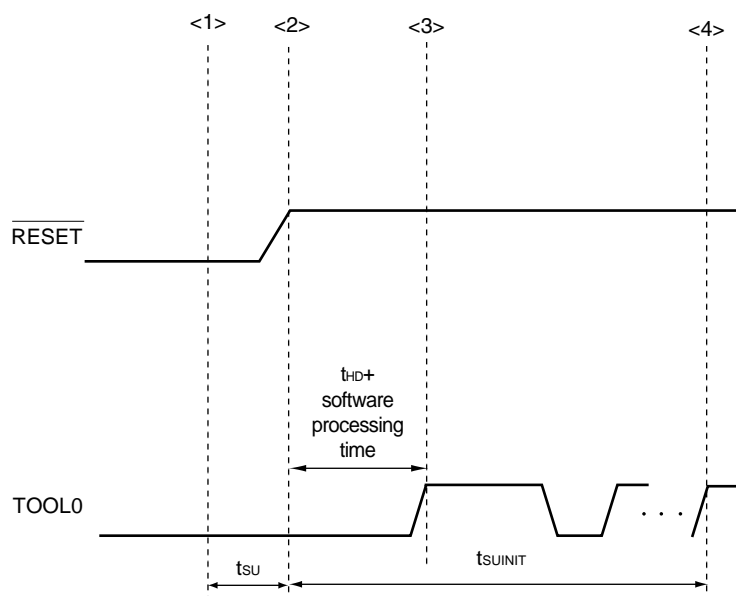 <1>
<2>
<3>
<4>
RESET
tHD+
software
processing
time
TOOL0
. . .
tSU
tSUINIT